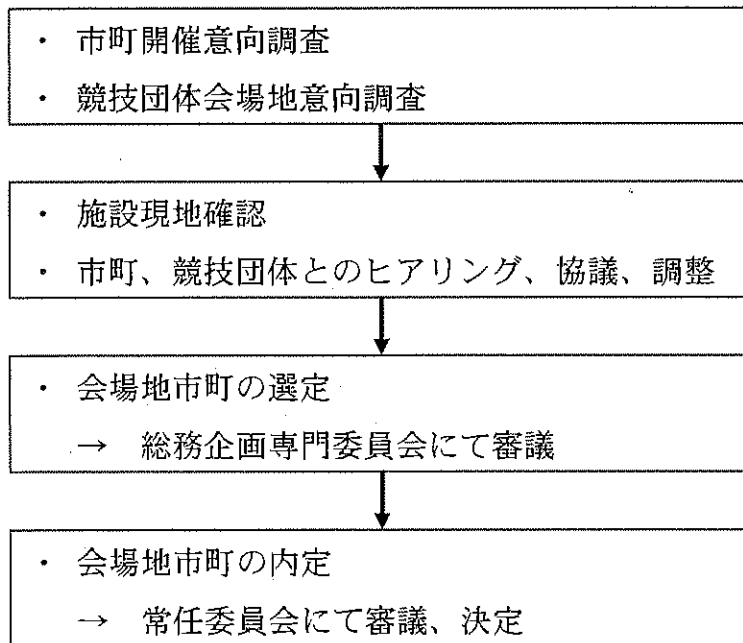 ・ 市町開催意向調査
・ 競技団体会場地意向調査
・ 施設現地確認
・ 市町、競技団体とのヒアリング、協議、調整
・ 会場地市町の選定
→ 総務企画専門委員会にて審議
・ 会場地市町の内定
→ 常任委員会にて審議、決定